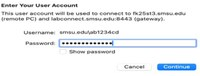 Enter Your User Account
This user account will be used to connect to fk25st3.smsu.edu
(remote PC) and labconnect.smsu.edu:8443 (gateway).
Username: smsu.edu\ab1234cd
Password: •••••••••••••
Show password
Cancel
Continue